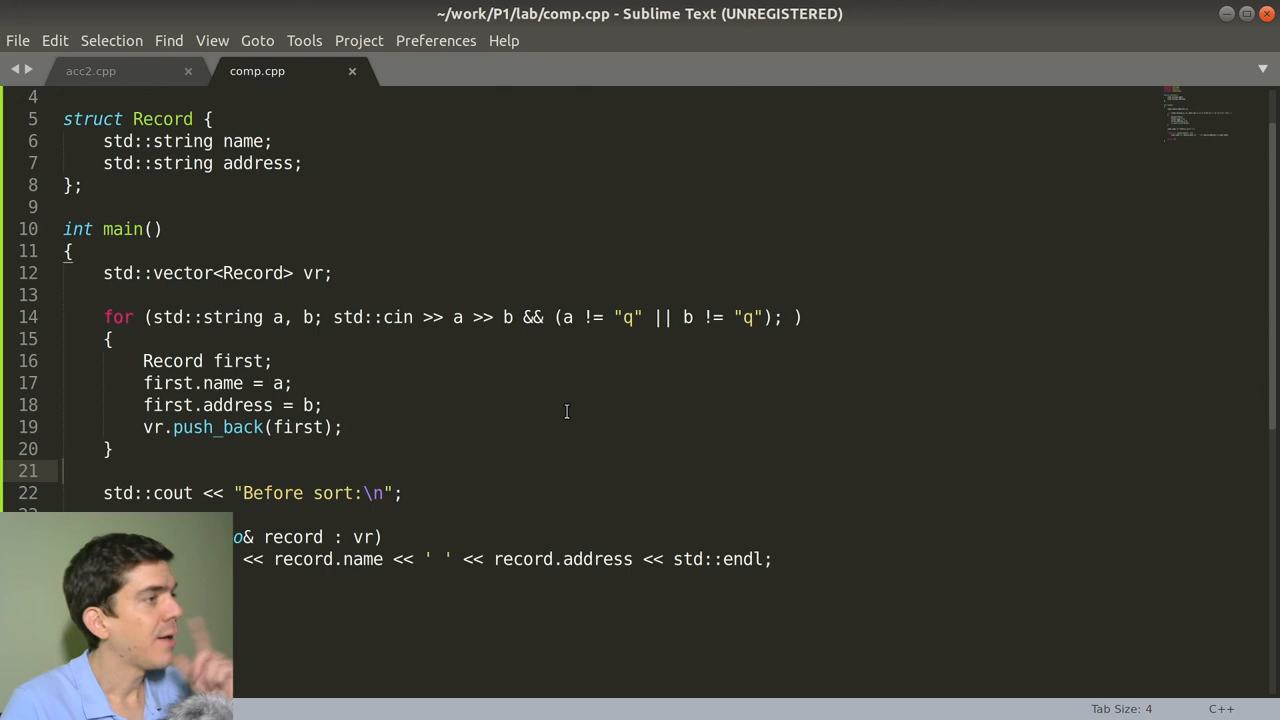 ~/work/P1/lab/comp.cpp - Sublime Text (UNREGISTERED)
File Edit Selection Find View Goto Tools Project Preferences Help
acc2.cpp comp.cpp
4
5 struct Record {
6 std::string name;
7 std::string address;
8 };
9
10 int main()
11 {
12 std::vector<Record> vr;
13
14 for (std::string a, b; std::cin >> a >> b && (a != "q" || b != "q"); )
15 {
16 Record first;
17 first.name = a;
18 first.address = b;
19 vr.push_back(first);
20 }
21
22 std::cout << "Before sort:\n";
o& record : vr)
<< record.name << ' ' << record.address << std::endl;
Tab Size: 4 C++